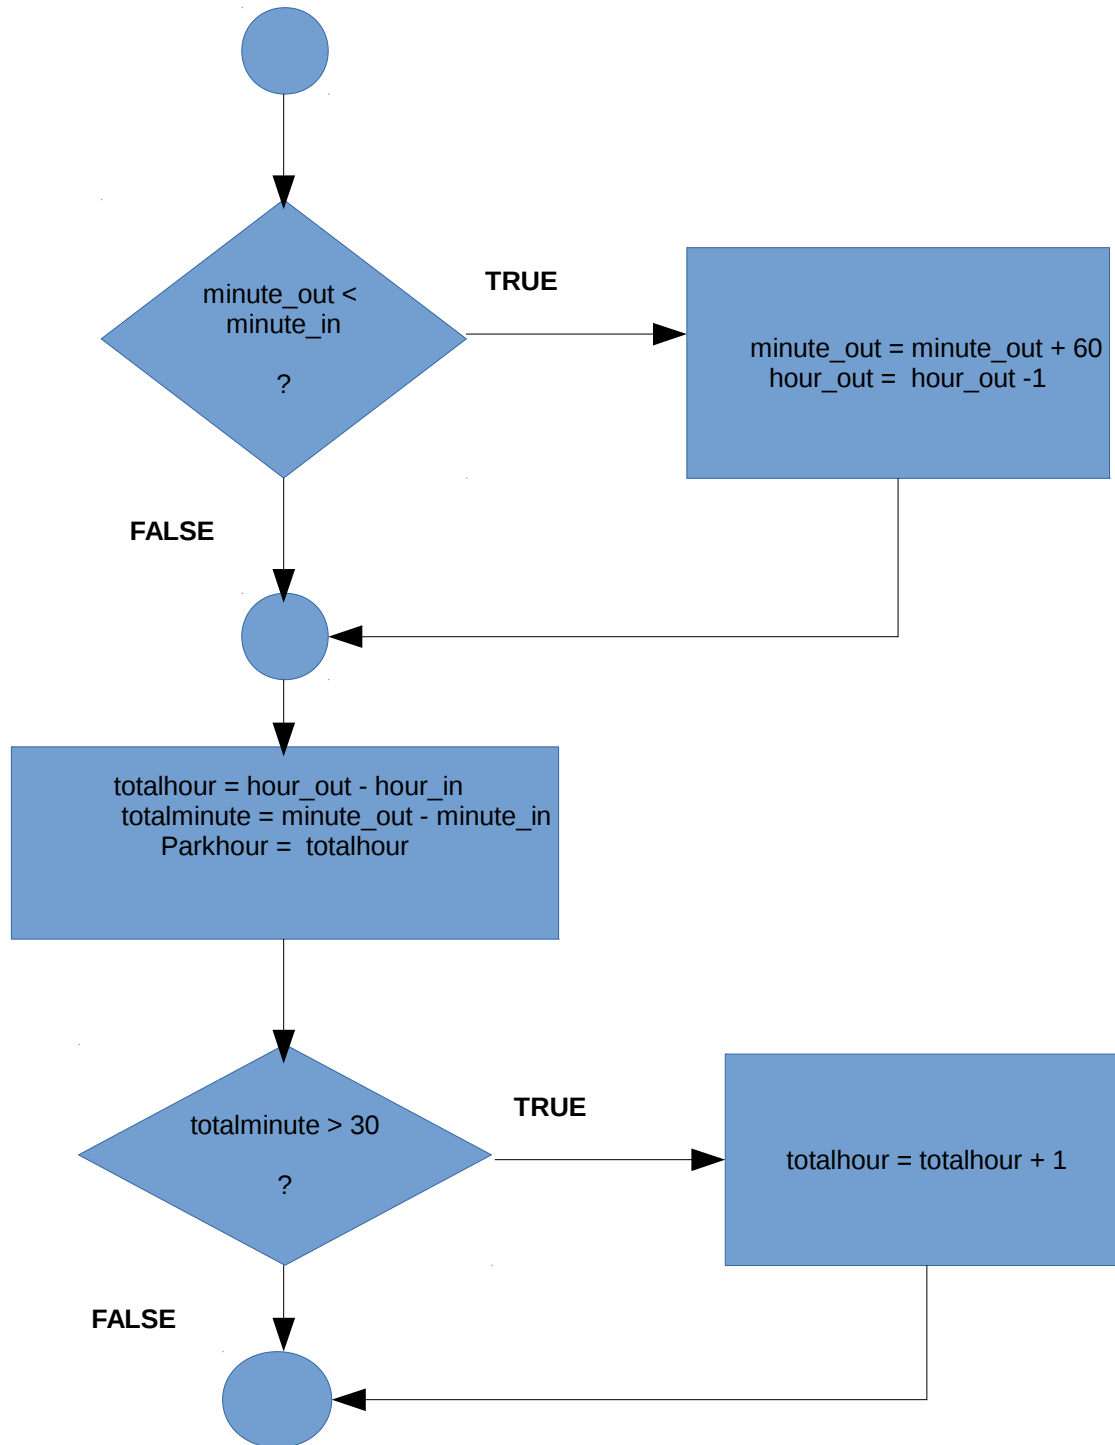 minute_out <
minute_in
?
TRUE
minute_out = minute_out + 60
hour_out =  hour_out -1
FALSE
totalhour = hour_out - hour_in
totalminute = minute_out - minute_in
Parkhour =  totalhour
totalminute > 30
?
TRUE
totalhour = totalhour + 1
FALSE